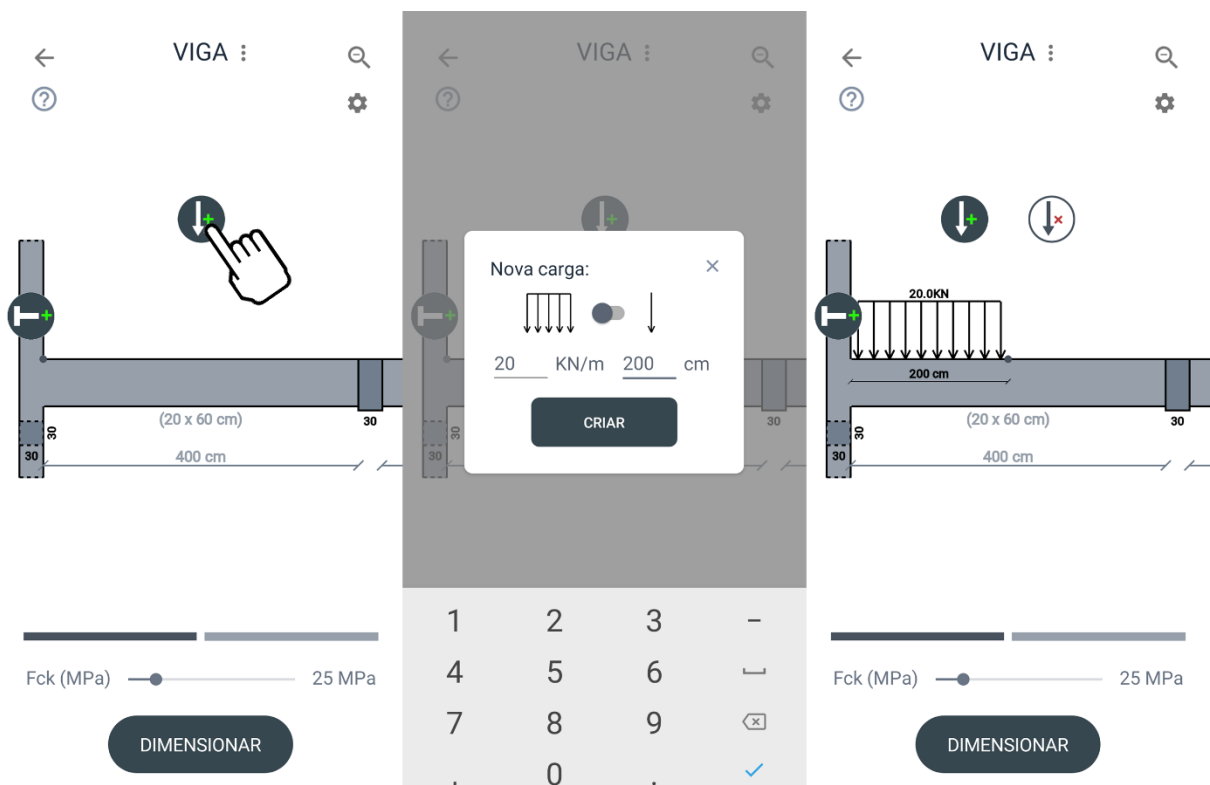 VIGA
?
30
(20 x 60 cm)
30
30
400 cm
Fck (MPa)
25 MPa
DIMENSIONAR
VIGA
?
Nova carga:
20 KN/m 200 cm
CRIAR
30
30
30
1 2 3 -
4 5 6
7 8 9
. 0 .
VIGA
?
20.0KN
200 cm
(20 x 60 cm)
30
30
30
400 cm
Fck (MPa)
25 MPa
DIMENSIONAR